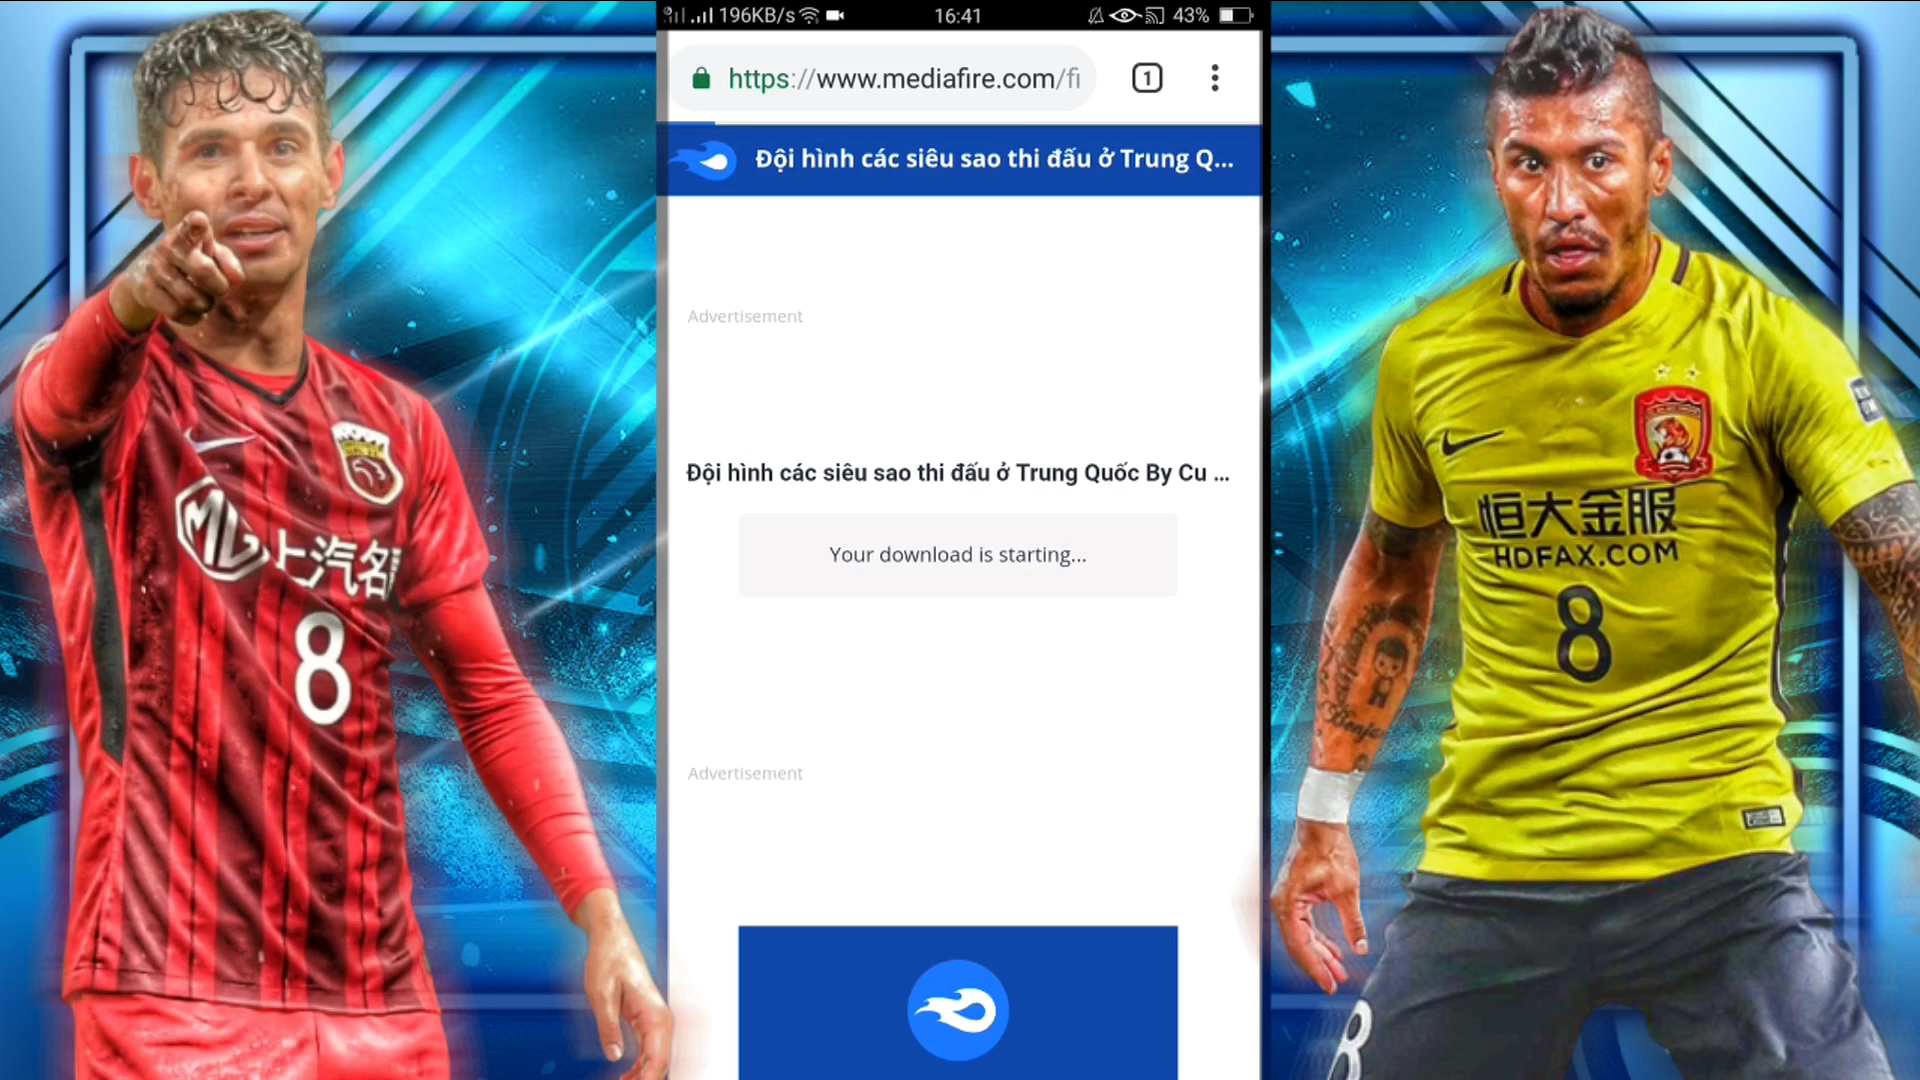 196KB/s
16:41
43%
https://www.mediafire.com/fi
1
Đội hình các siêu sao thi đấu ở Trung Q...
Advertisement
Đội hình các siêu sao thi đấu ở Trung Quốc By Cu ...
Your download is starting...
Advertisement
MG
上汽名
8
恒大金服
HDFAX.COM
8
8